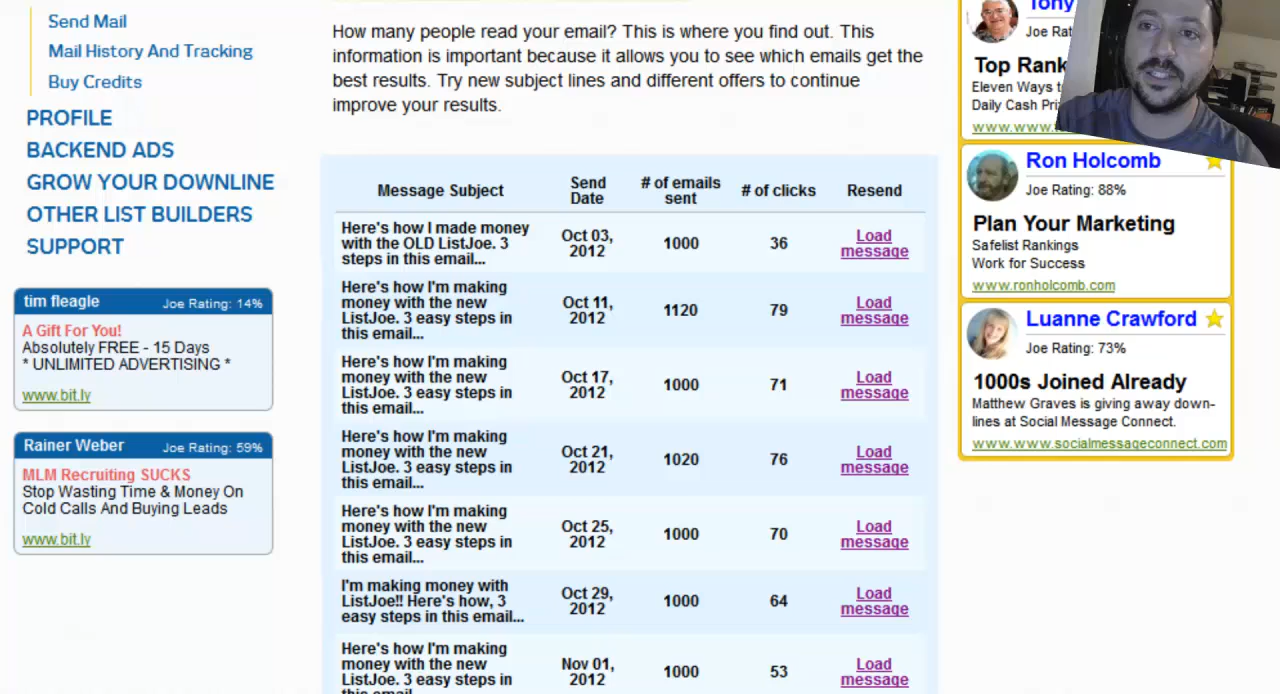 Send Mail
Mail History And Tracking
Buy Credits
PROFILE
BACKEND ADS
GROW YOUR DOWNLINE
OTHER LIST BUILDERS
SUPPORT
tim fleagle Joe Rating: 14%
A Gift For You!
Absolutely FREE - 15 Days
* UNLIMITED ADVERTISING *
www.bit.ly
Rainer Weber Joe Rating: 59%
MLM Recruiting SUCKS
Stop Wasting Time & Money On
Cold Calls And Buying Leads
www.bit.ly
How many people read your email? This is where you find out. This
information is important because it allows you to see which emails get the
best results. Try new subject lines and different offers to continue
improve your results.
Message Subject Send Date # of emails sent # of clicks Resend
Here's how I made money
with the OLD ListJoe. 3
steps in this email...
Oct 03, 2012 1000 36 Load message
Here's how I'm making
money with the new
ListJoe. 3 easy steps in
this email...
Oct 11, 2012 1120 79 Load message
Here's how I'm making
money with the new
ListJoe. 3 easy steps in
this email...
Oct 17, 2012 1000 71 Load message
Here's how I'm making
money with the new
ListJoe. 3 easy steps in
this email...
Oct 21, 2012 1020 76 Load message
Here's how I'm making
money with the new
ListJoe. 3 easy steps in
this email...
Oct 25, 2012 1000 70 Load message
I'm making money with
ListJoe!! Here's how, 3
easy steps in this email...
Oct 29, 2012 1000 64 Load message
Here's how I'm making
money with the new
ListJoe. 3 easy steps in
Nov 01, 2012 1000 53 Load message
Tony
Joe
Top
Eleven Ways
Daily Cash
Ron Holcomb
Joe Rating: 88%
Plan Your Marketing
Safelist Rankings
Work for Success
www.ronholcomb.com
Luanne Crawford
Joe Rating: 73%
1000s Joined Already
Matthew Graves is giving away down-
lines at Social Message Connect.
www.www.socialmessageconnect.com